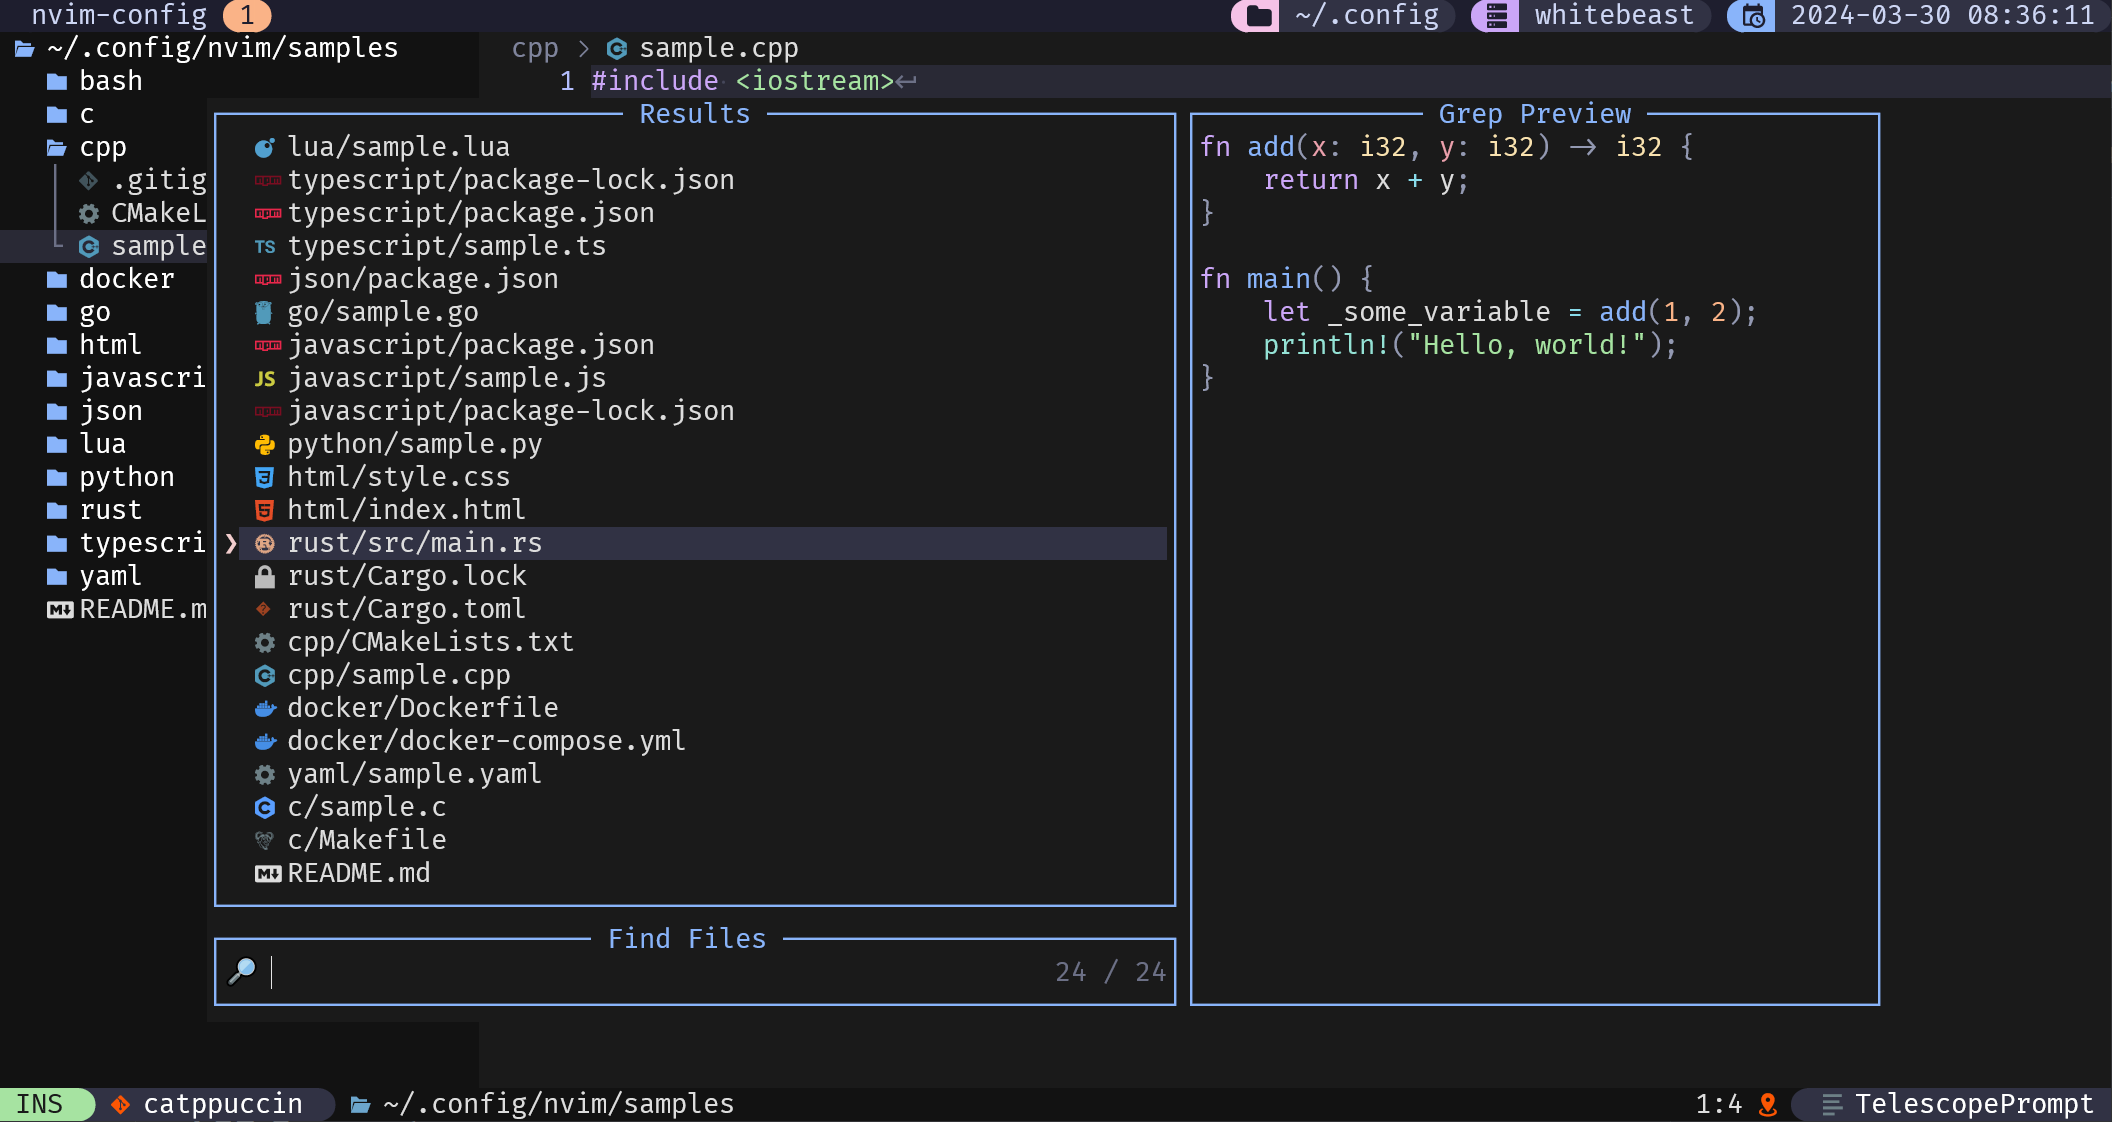 nvim-config 1 ~/.config whitebeast 2024-03-30 08:36:11
~/.config/nvim/samples
bash
c
cpp
.gitig
CMakeL
sample
docker
go
html
javascri
json
lua
python
rust
typescri
yaml
README.m
cpp > sample.cpp
1 #include <iostream>↵
Results
lua/sample.lua
typescript/package-lock.json
typescript/package.json
TS typescript/sample.ts
json/package.json
go/sample.go
javascript/package.json
JS javascript/sample.js
javascript/package-lock.json
python/sample.py
html/style.css
html/index.html
❯ rust/src/main.rs
rust/Cargo.lock
rust/Cargo.toml
cpp/CMakeLists.txt
cpp/sample.cpp
docker/Dockerfile
docker/docker-compose.yml
yaml/sample.yaml
c/sample.c
c/Makefile
README.md
Find Files
24 / 24
Grep Preview
fn add(x: i32, y: i32) -> i32 {
    return x + y;
}
fn main() {
    let _some_variable = add(1, 2);
    println!("Hello, world!");
}
INS catppuccin ~/.config/nvim/samples 1:4 TelescopePrompt